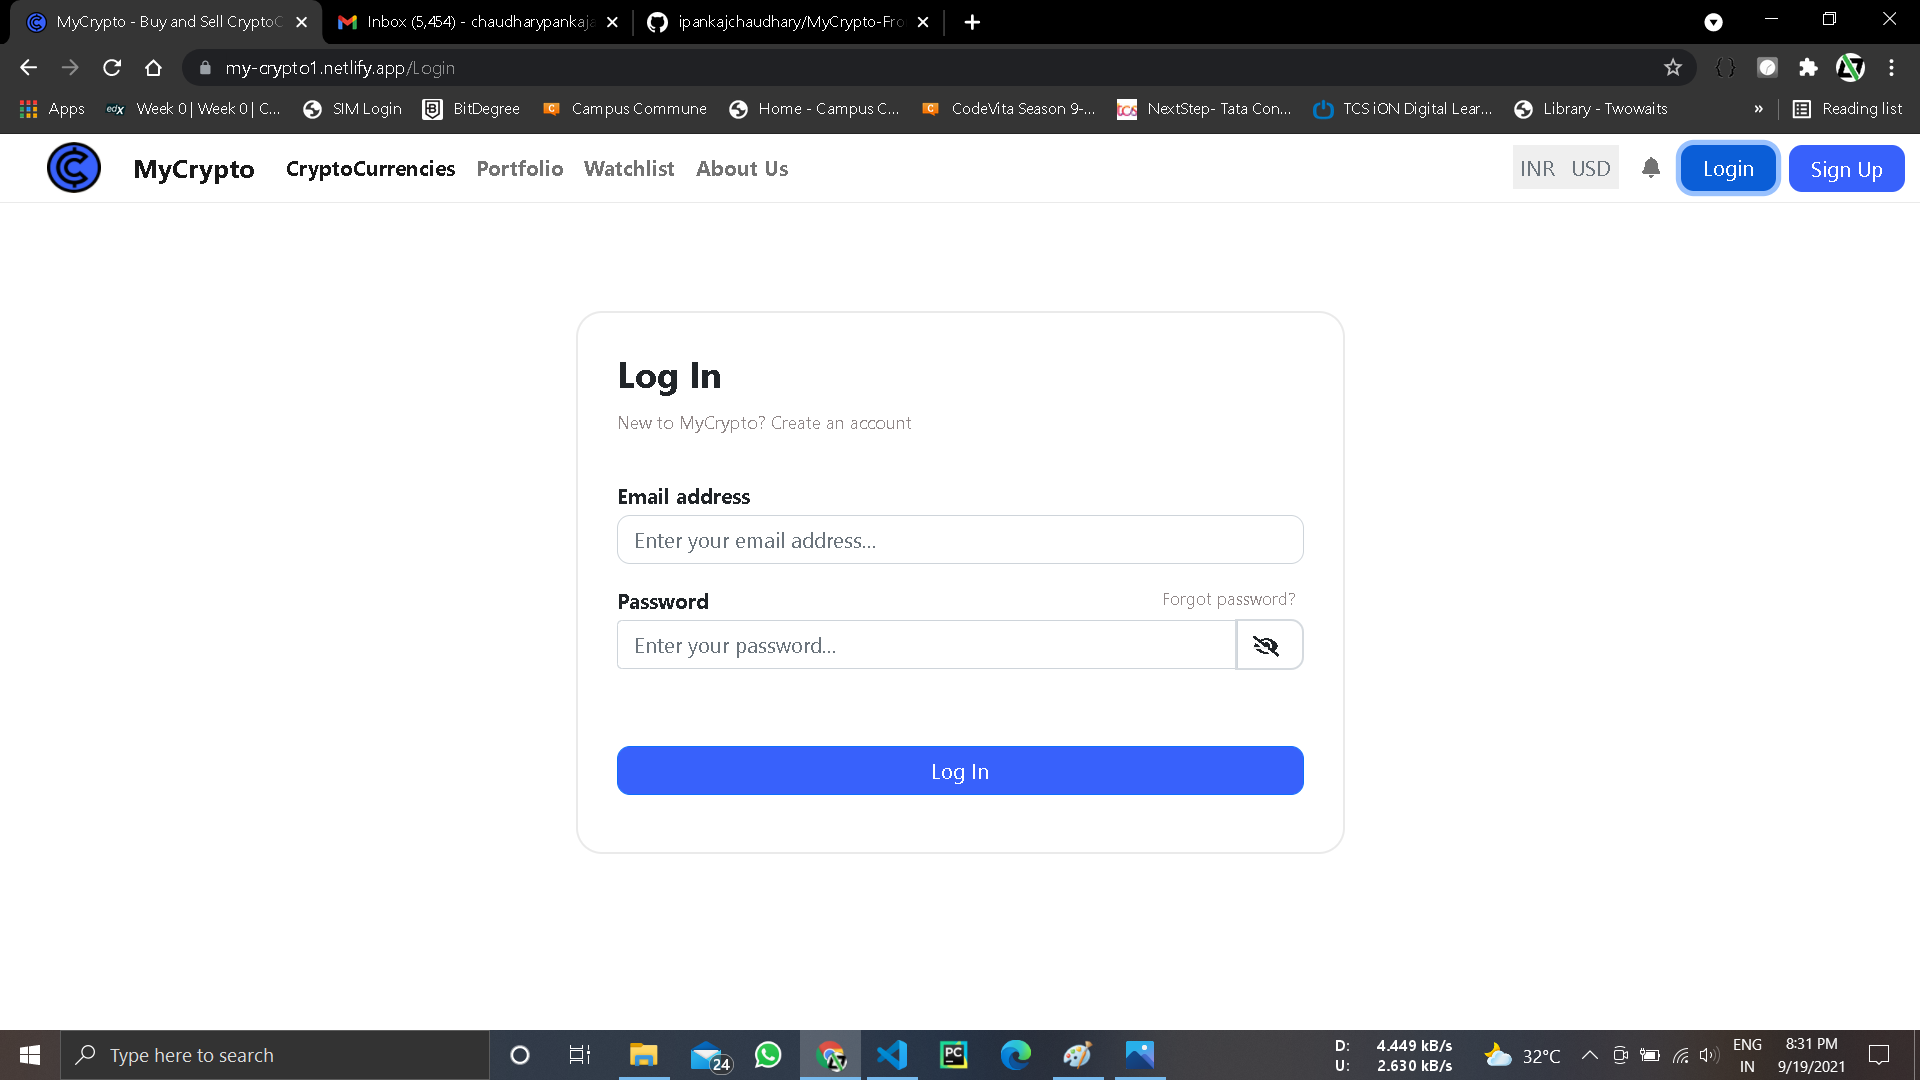 MyCrypto - Buy and Sell CryptoC
Inbox (5,454) - chaudharypankaja
ipankajchaudhary/MyCrypto-Fro
my-crypto1.netlify.app/Login
Apps
edX
Week 0 | Week 0 | C...
SIM Login
BitDegree
Campus Commune
Home - Campus C...
CodeVita Season 9-...
tcs
NextStep- Tata Con...
TCS iON Digital Lear...
Library - Twowaits
»
Reading list
MyCrypto
CryptoCurrencies
Portfolio
Watchlist
About Us
INR
USD
Login
Sign Up
Log In
New to MyCrypto? Create an account
Email address
Enter your email address...
Password
Forgot password?
Enter your password...
Log In
Type here to search
24
PC
D: 4.449 kB/s
U: 2.630 kB/s
32°C
ENG
IN
8:31 PM
9/19/2021